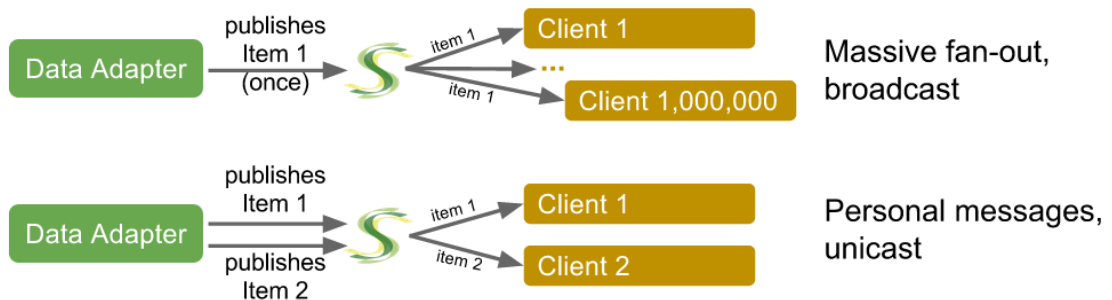 publishes
Item 1
(once)
Data Adapter
item 1
item 1
Client 1
...
Client 1,000,000
Massive fan-out,
broadcast
publishes
Item 1
Data Adapter
publishes
Item 2
item 1
item 2
Client 1
Client 2
Personal messages,
unicast